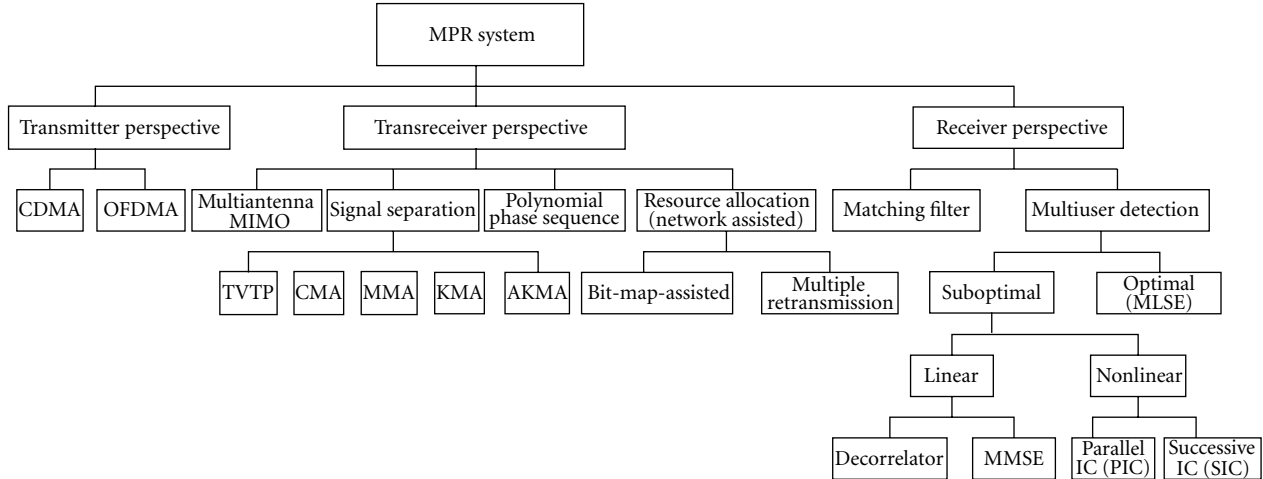 MPR system
Transmitter perspective
Transreceiver perspective
Receiver perspective
CDMA
OFDMA
Multiantenna
MIMO
Signal separation
Polynomial
phase sequence
Resource allocation
(network assisted)
Matching filter
Multiuser detection
TVTP
CMA
MMA
KMA
AKMA
Bit-map-assisted
Multiple
retransmission
Suboptimal
Optimal
(MLSE)
Linear
Nonlinear
Decorrelator
MMSE
Parallel
IC (PIC)
Successive
IC (SIC)